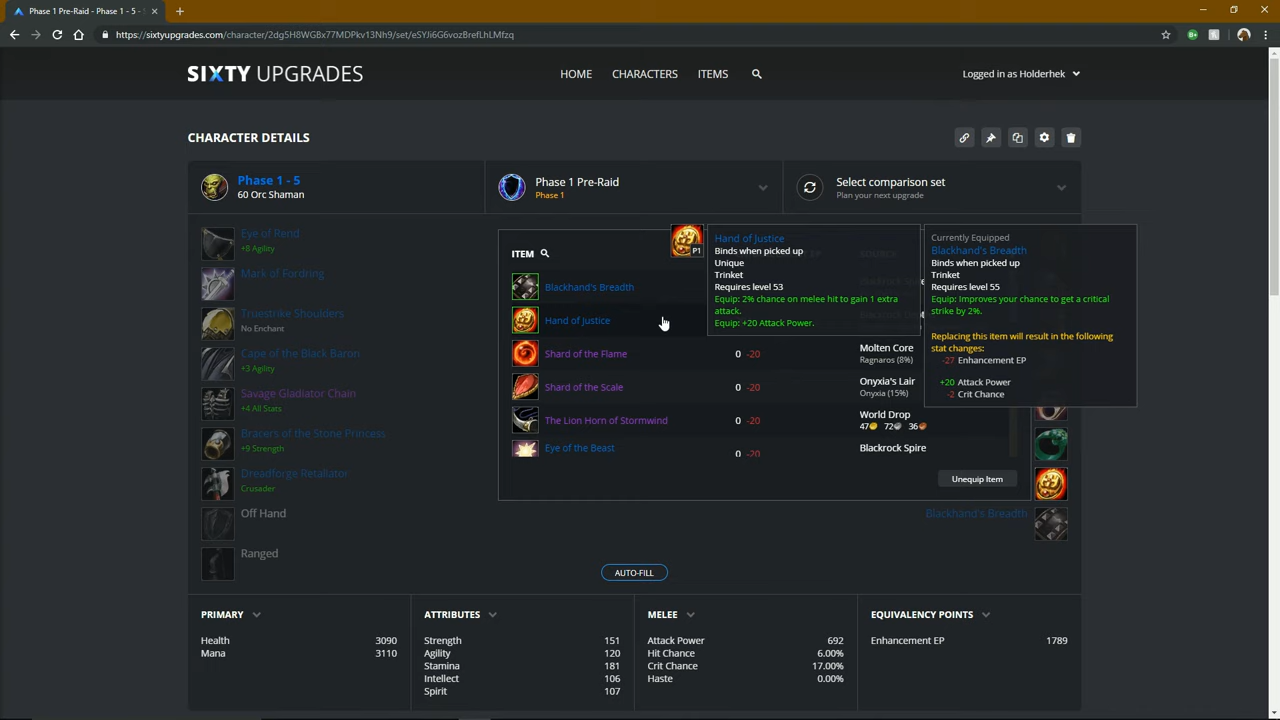 Phase 1 Pre-Raid - Phase 1 - 5 -
https://sixtyupgrades.com/character/2dg5H8WGBx77MDPkv13Nh9/set/eSYJi6G6vozBrefLhLMfzq
SIXTY UPGRADES
HOME
CHARACTERS
ITEMS
Logged in as Holderhek
CHARACTER DETAILS
Phase 1 - 5
60 Orc Shaman
Phase 1 Pre-Raid
Phase 1
Select comparison set
Plan your next upgrade
Eye of Rend
+8 Agility
Mark of Fordring
Truestrike Shoulders
No Enchant
Cape of the Black Baron
+3 Agility
Savage Gladiator Chain
+4 All Stats
Bracers of the Stone Princess
+9 Strength
Dreadforge Retaliator
Crusader
Off Hand
Ranged
ITEM
Blackhand's Breadth
Hand of Justice
Shard of the Flame
0 -20
Molten Core
Ragnaros (8%)
Shard of the Scale
0 -20
Onyxia's Lair
Onyxia (15%)
The Lion Horn of Stormwind
0 -20
World Drop
47 72 36
Eye of the Beast
0 -20
Blackrock Spire
Unequip Item
P1
Hand of Justice
Binds when picked up
Unique
Trinket
Requires level 53
Equip: 2% chance on melee hit to gain 1 extra
attack.
Equip: +20 Attack Power.
Currently Equipped
Blackhand's Breadth
Binds when picked up
Trinket
Requires level 55
Equip: Improves your chance to get a critical
strike by 2%.
Replacing this item will result in the following
stat changes:
-27 Enhancement EP
+20 Attack Power
-2 Crit Chance
Blackhand's Breadth
AUTO-FILL
PRIMARY
Health 3090
Mana 3110
ATTRIBUTES
Strength 151
Agility 120
Stamina 181
Intellect 106
Spirit 107
MELEE
Attack Power 692
Hit Chance 6.00%
Crit Chance 17.00%
Haste 0.00%
EQUIVALENCY POINTS
Enhancement EP 1789